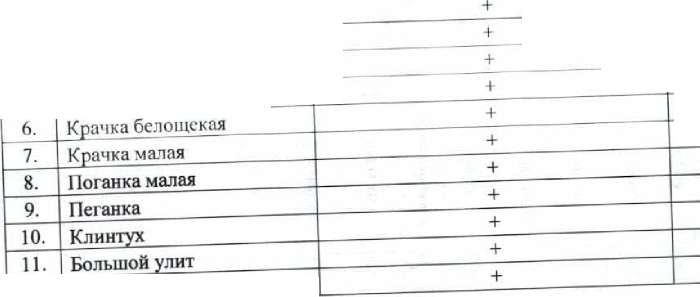 +
+
+
+
6. Крачка белощекая +
7. Крачка малая +
8. Поганка малая +
9. Пеганка +
10. Клинтух +
11. Большой улит +
+